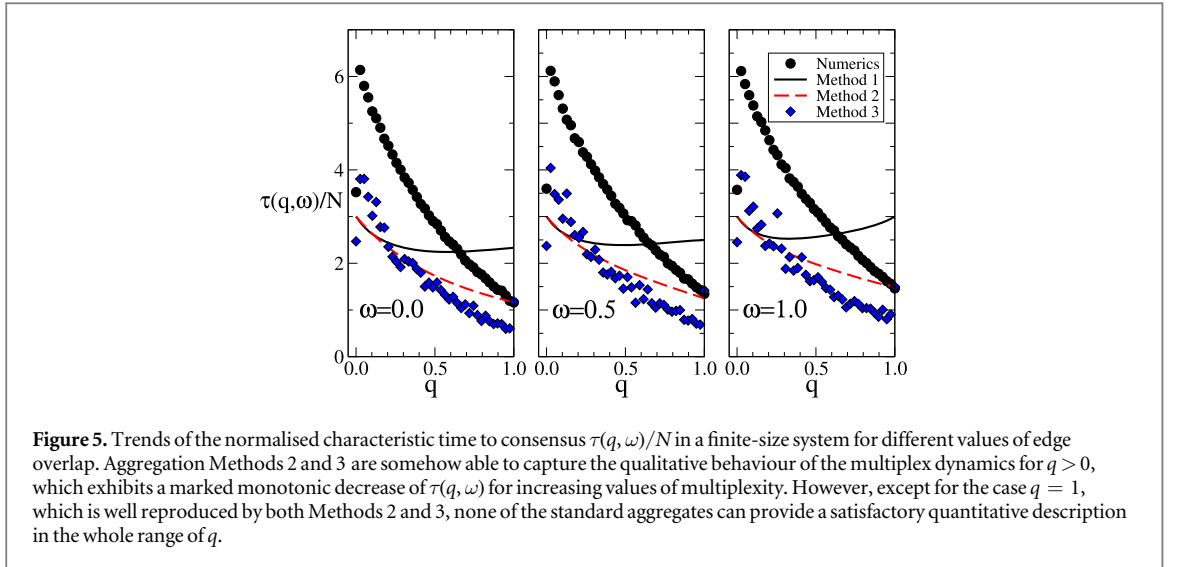 6
4
τ(q,ω)/N
2
0
ω=0.0
0.0 0.5 1.0
q
ω=0.5
0.0 0.5 1.0
q
Numerics
Method 1
Method 2
Method 3
ω=1.0
0.0 0.5 1.0
q
Figure 5. Trends of the normalised characteristic time to consensus τ(q, ω)/N in a finite-size system for different values of edge
overlap. Aggregation Methods 2 and 3 are somehow able to capture the qualitative behaviour of the multiplex dynamics for q > 0,
which exhibits a marked monotonic decrease of τ(q, ω) for increasing values of multiplexity. However, except for the case q = 1,
which is well reproduced by both Methods 2 and 3, none of the standard aggregates can provide a satisfactory quantitative description
in the whole range of q.